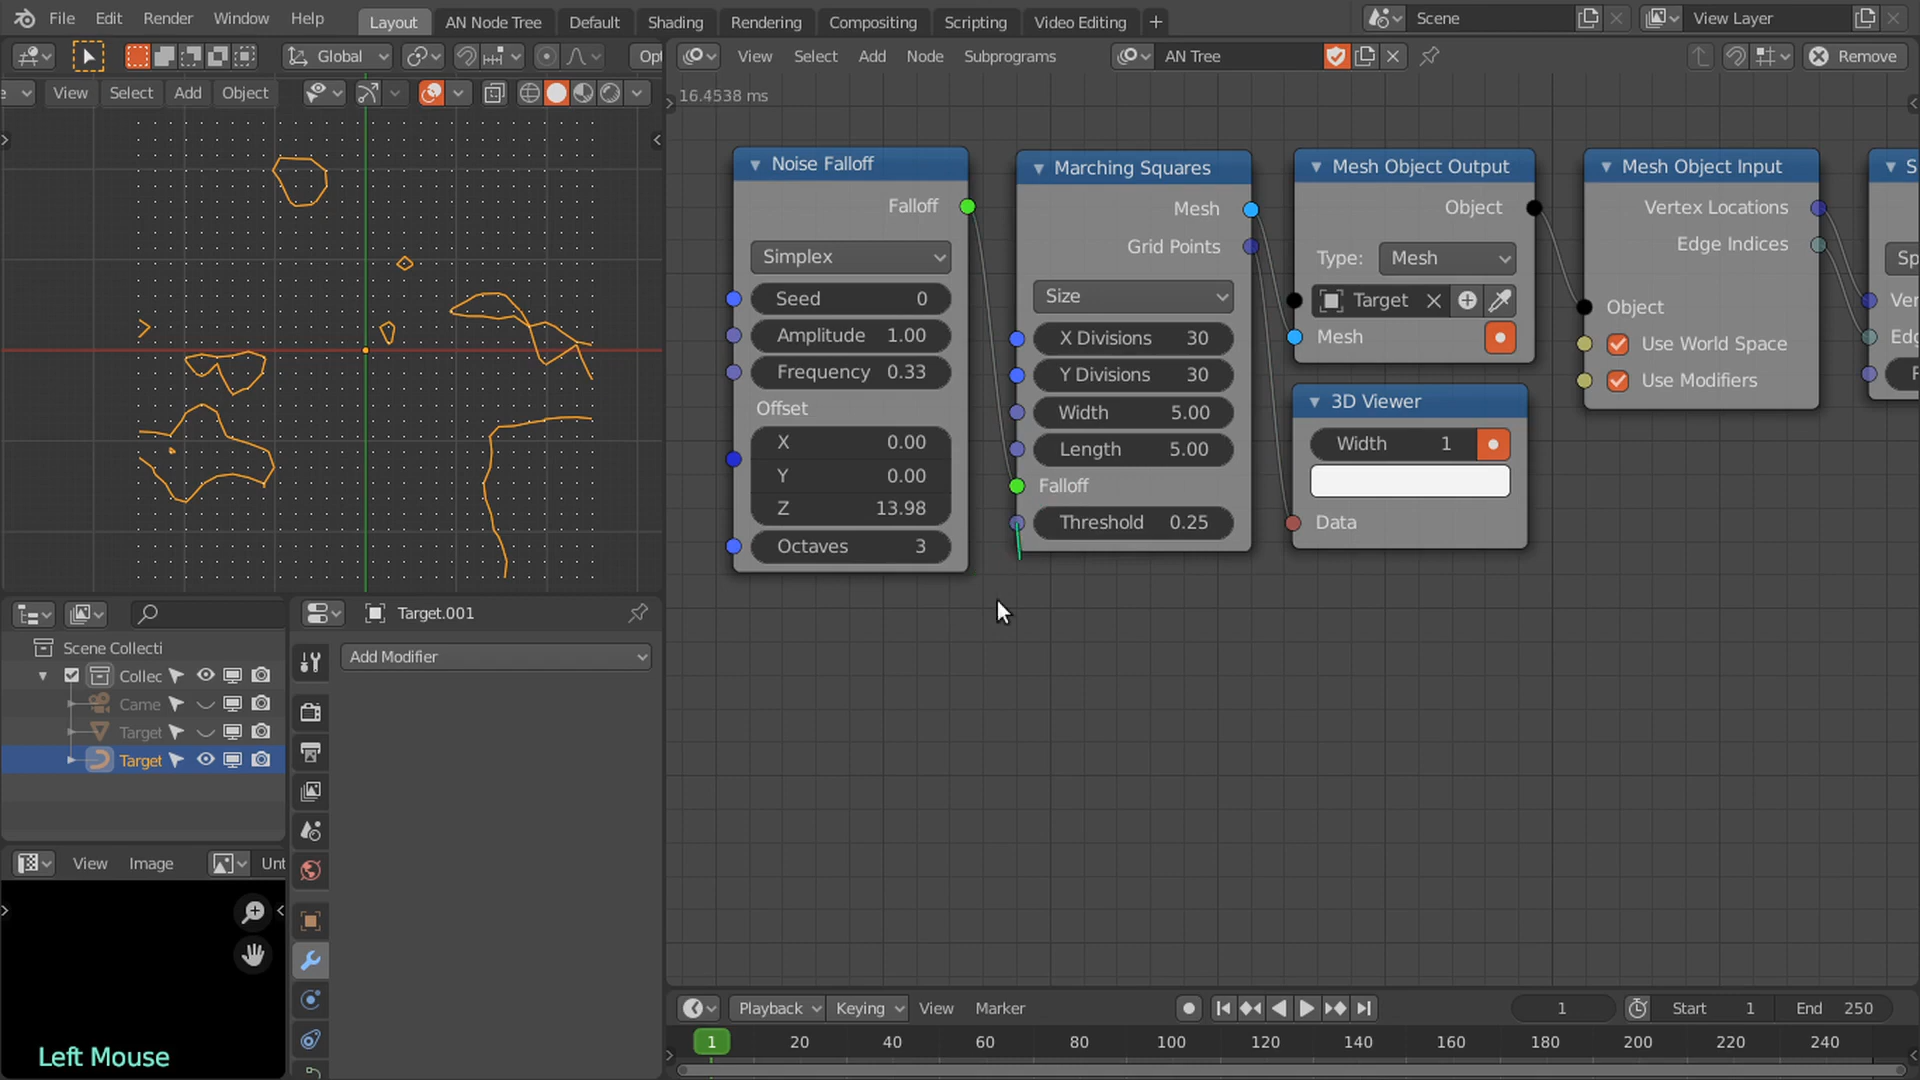 File Edit Render Window Help Layout AN Node Tree Default Shading Rendering Compositing Scripting Video Editing + Scene View Layer
Global Opt View Select Add Node Subprograms AN Tree Remove
View Select Add Object
16.4538 ms
Noise Falloff
Falloff
Simplex
Seed 0
Amplitude 1.00
Frequency 0.33
Offset
X 0.00
Y 0.00
Z 13.98
Octaves 3
Marching Squares
Mesh
Grid Points
Size
X Divisions 30
Y Divisions 30
Width 5.00
Length 5.00
Falloff
Threshold 0.25
Mesh Object Output
Object
Type: Mesh
Target
Mesh
3D Viewer
Width 1
Data
Mesh Object Input
Vertex Locations
Edge Indices
Object
Use World Space
Use Modifiers
S
Sp
Ver
Edg
F
Scene Collecti
Collec
Came
Target
Target
Target.001
Add Modifier
View Image Unt
Left Mouse
Playback Keying View Marker 1 Start 1 End 250
1 20 40 60 80 100 120 140 160 180 200 220 240